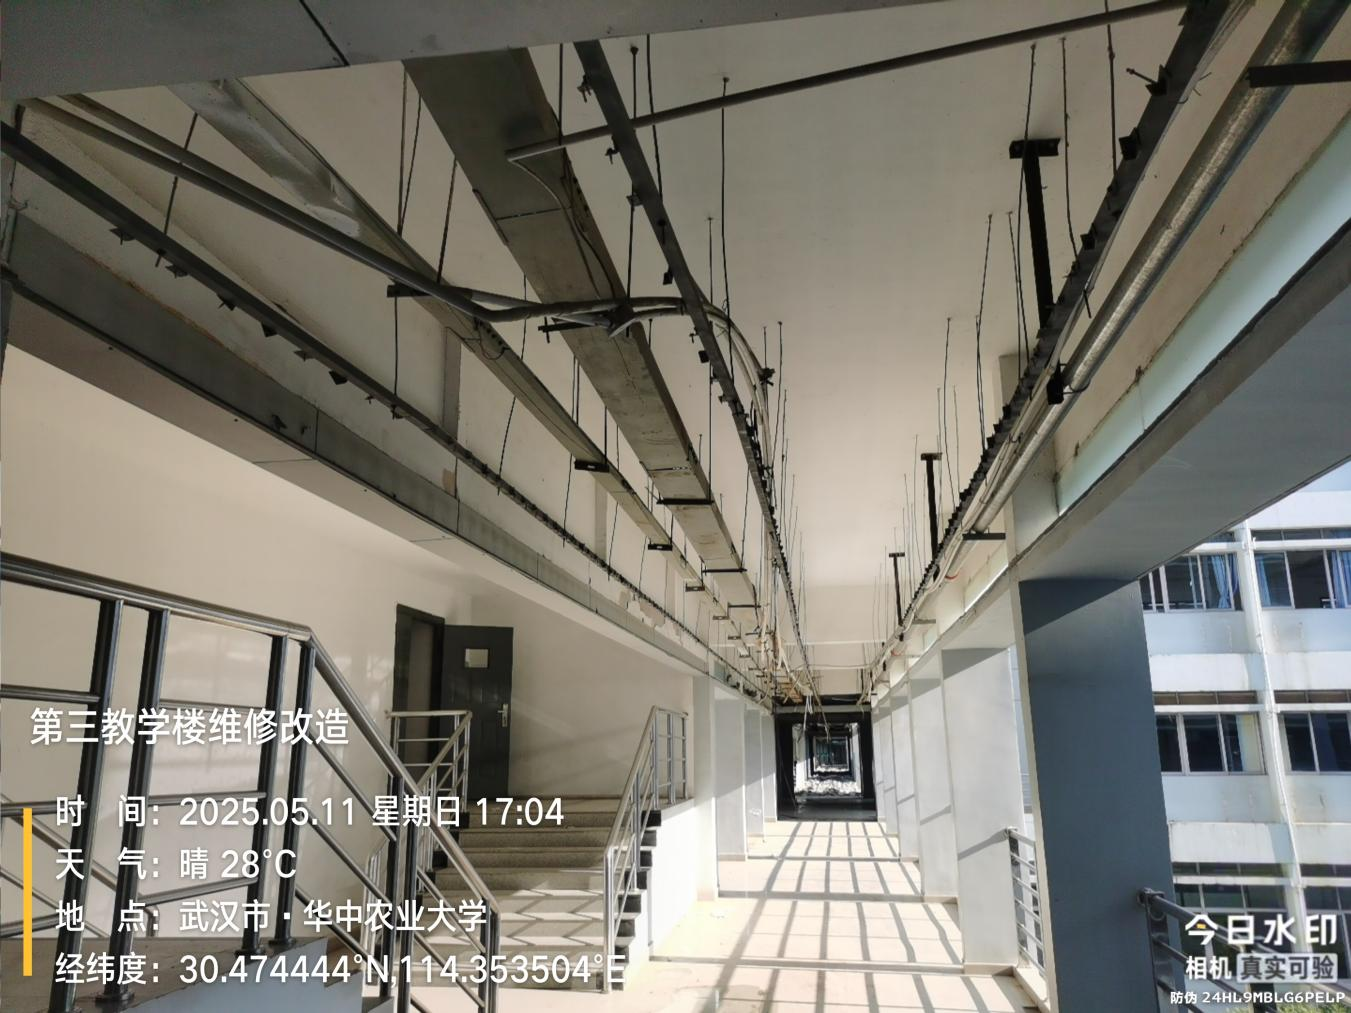 第三教学楼维修改造
时 间：2025.05.11 星期日 17:04
天 气：晴 28°C
地 点：武汉市·华中农业大学
经纬度：30.474444°N,114.353504°E
今日水印
相机 真实可验
防伪 24HL9MBLG6PELP